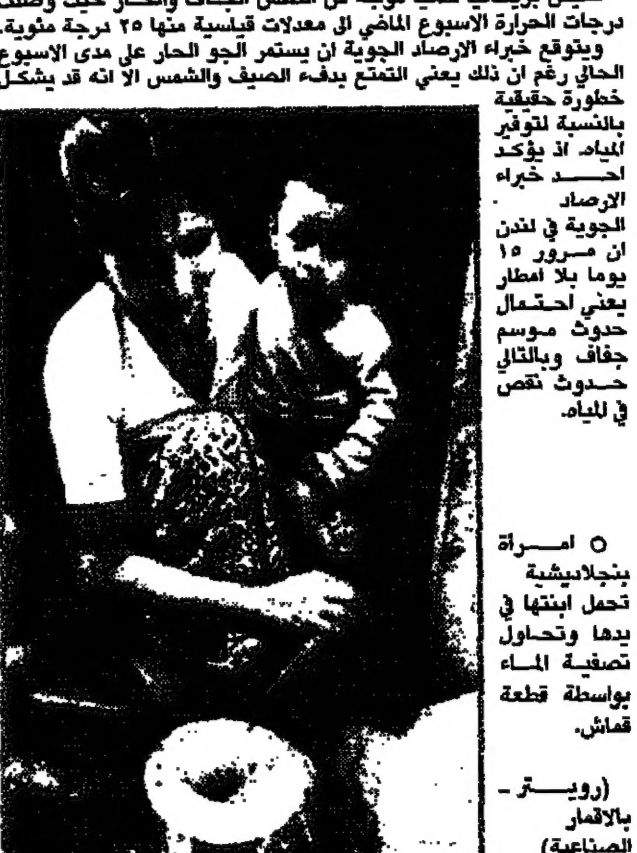 درجات الحرارة الاسبوع الماضي الى معدلات قياسية منها ٢٥ درجة مئوية.
ويتوقع خبراء الارصاد الجوية ان يستمر الجو الحار على مدى الاسبوع
الحالي رغم ان ذلك يعني التمتع بدفء الصيف والشمس الا انه قد يشكل
خطورة حقيقية
بالنسبة لتوفير
المياه. اذ يؤكد
احد خبراء
الارصاد
الجوية في لندن
ان مرور ١٥
يوما بلا امطار
يعني احتمال
حدوث موسم
جفاف وبالتالي
حدوث نقص
في المياه.
O امرأة
بنجلاديشية
تحمل ابنتها في
يدها وتحاول
تصفية الماء
بواسطة قطعة
قماش.
(رويتر -
بالاقمار
الصناعية)